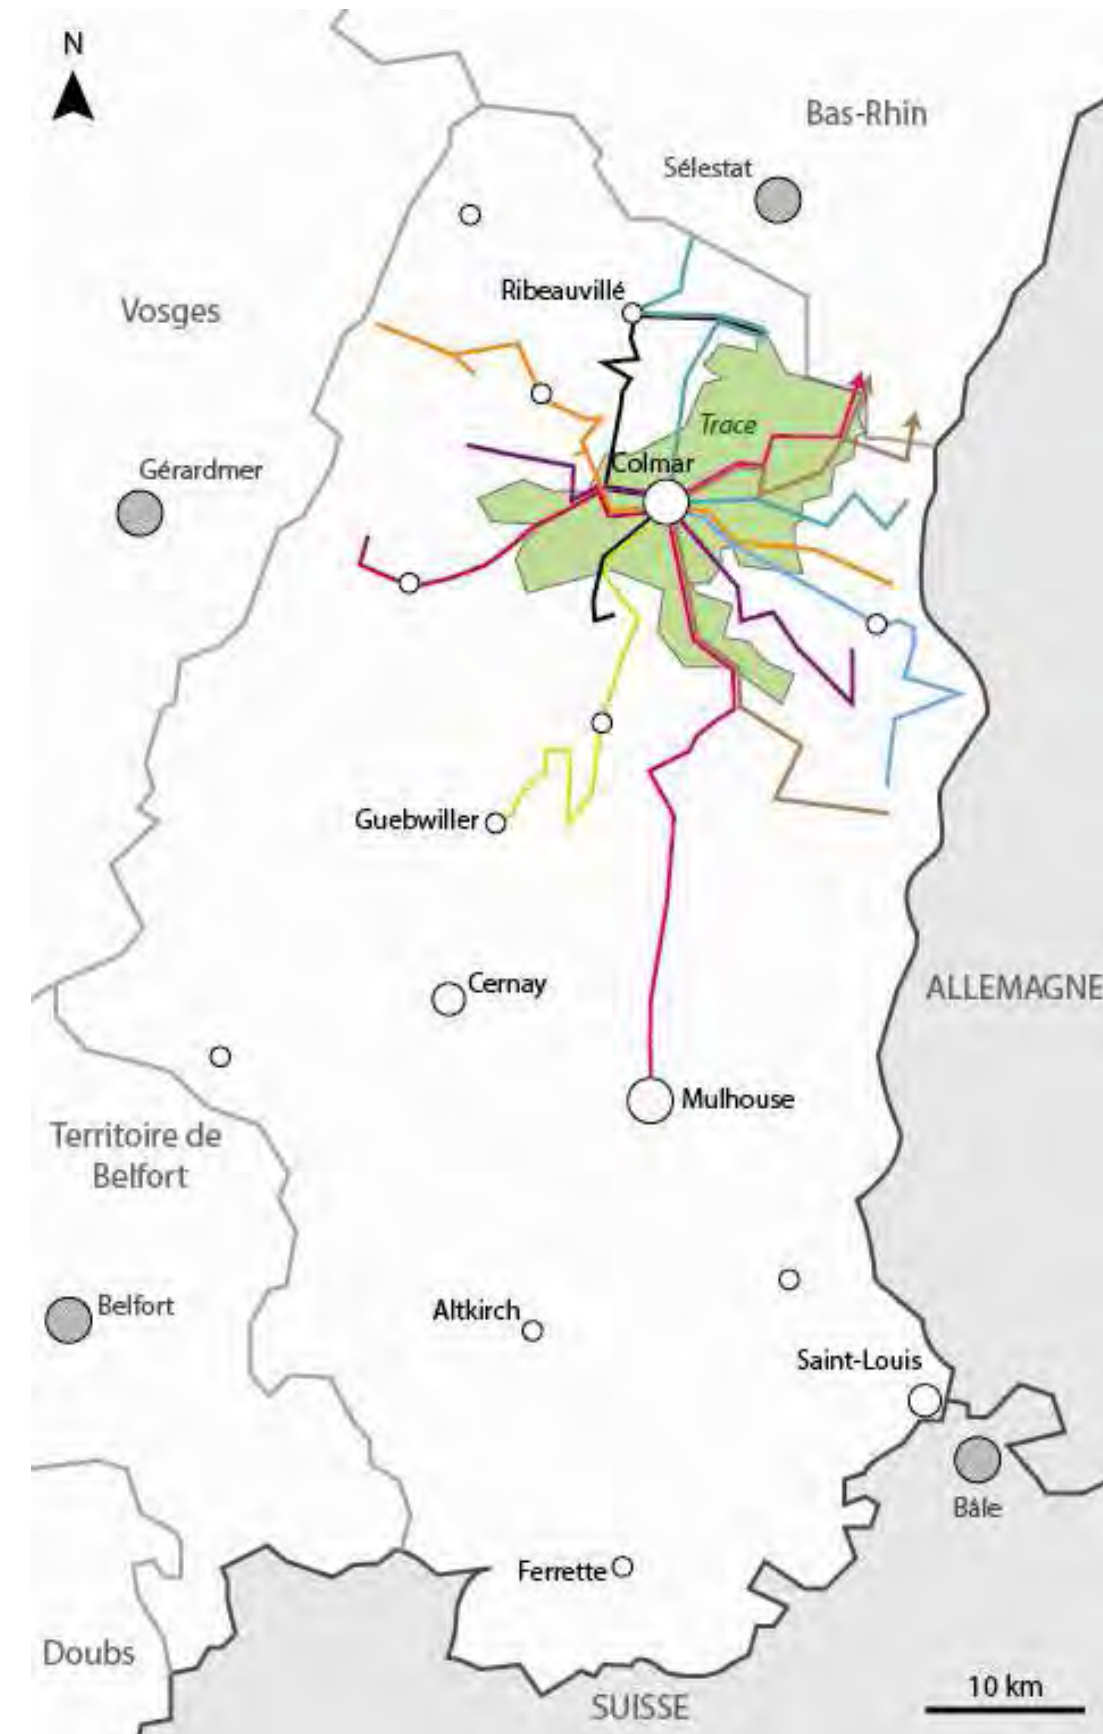 N
Bas-Rhin
Sélestat
Ribeauvillé
Vosges
Trace
Colmar
Gérardmer
Guebwiller
ALLEMAGNE
Cernay
Mulhouse
Territoire de
Belfort
Belfort
Altkirch
Saint-Louis
Bâle
Ferrette
Doubs
10 km
SUISSE